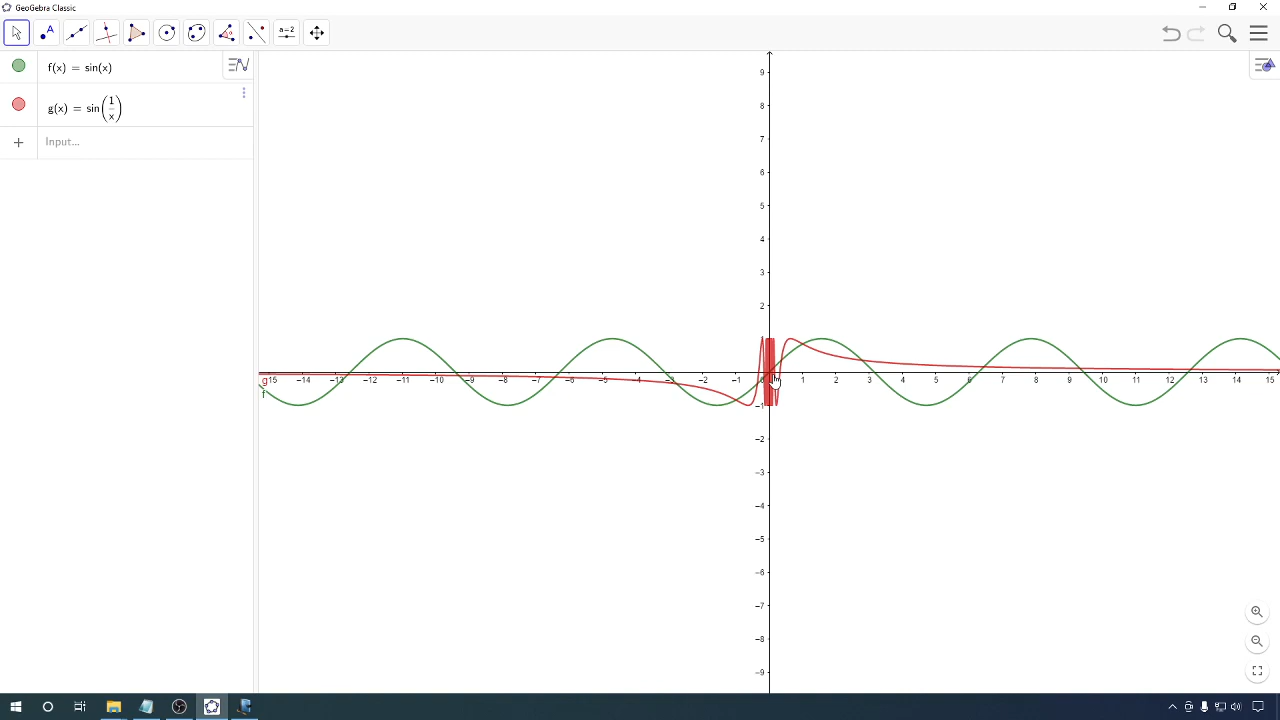 GeoGebra Classic
A
a=2
f(x) = sin(x)
g(x) = sin(1/x)
Input...
9
8
7
6
5
4
3
2
-15 -14 -13 -12 -11 -10 -9 -8 -7 -6 -5 -4 -3 -2 -1 0 1 2 3 4 5 6 7 8 9 10 11 12 13 14 15
g
f
-1
-2
-3
-4
-5
-6
-7
-8
-9